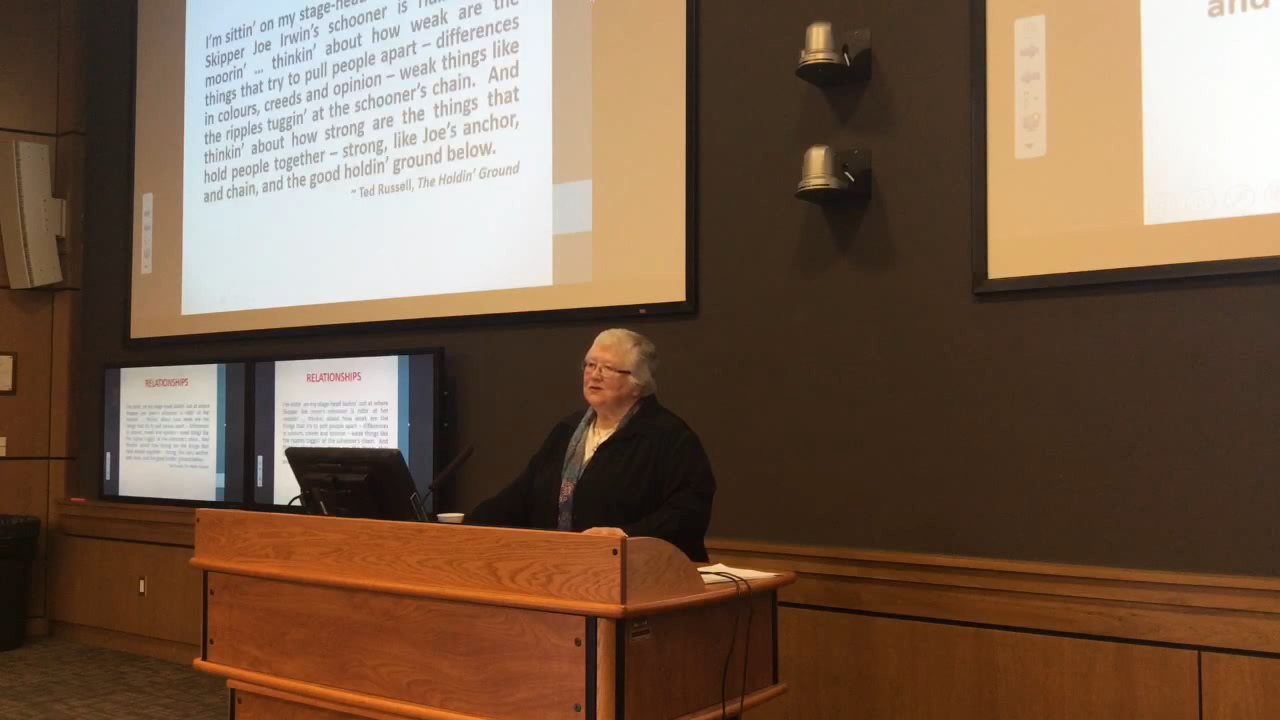 I'm sittin' on my stage-head
Skipper Joe Irwin's schooner is
moorin' ... thinkin' about how weak are the
things that try to pull people apart – differences
in colours, creeds and opinion – weak things like
the ripples tuggin' at the schooner's chain. And
thinkin' about how strong are the things that
hold people together – strong, like Joe's anchor,
and chain, and the good holdin' ground below.
~ Ted Russell, The Holdin' Ground
and
RELATIONSHIPS
RELATIONSHIPS